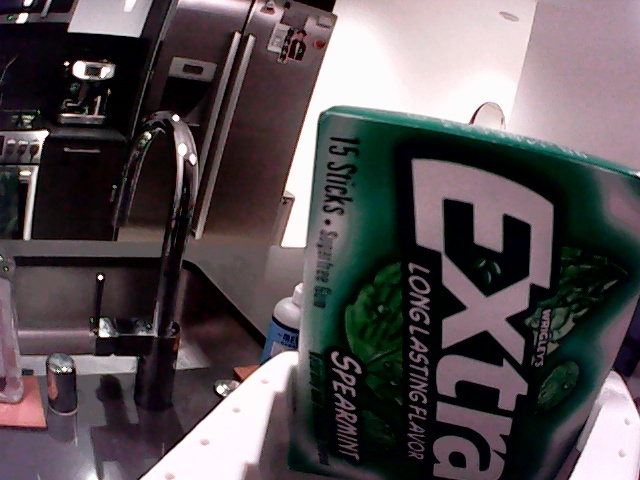 15 Sticks • Sugarfree Gum
Extra
WRIGLEY'S
LONG LASTING FLAVOR
SPEARMINT